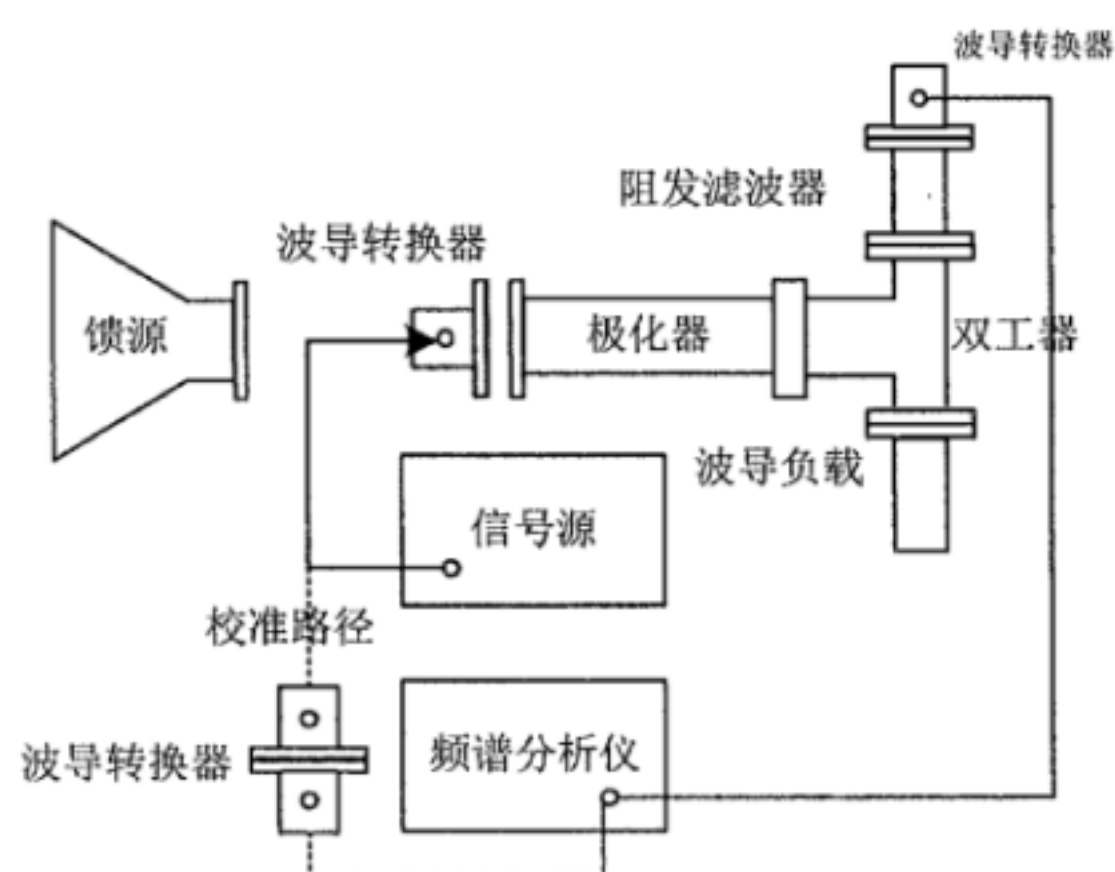 波导转换器
阻发滤波器
波导转换器
馈源
极化器
双工器
波导负载
信号源
校准路径
波导转换器
频谱分析仪